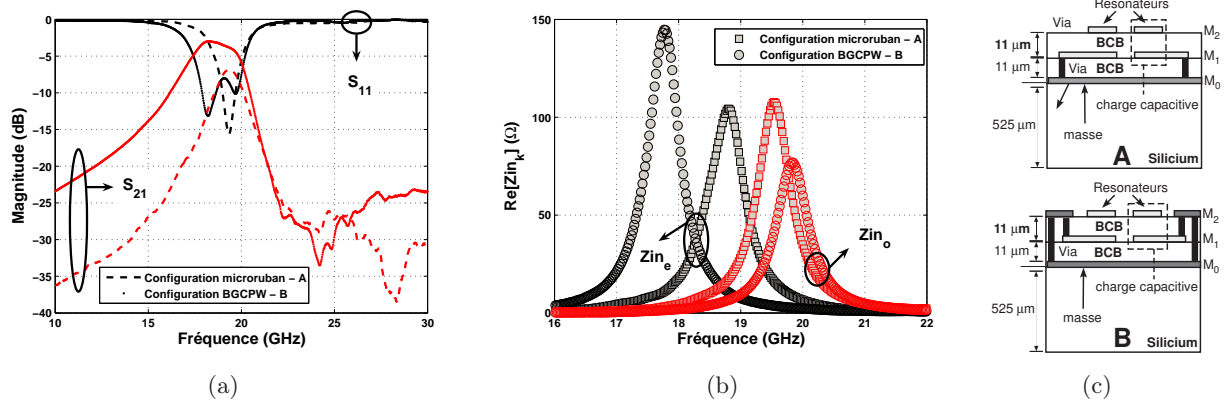 0
−5
−10
−15
−20
−25
−30
−35
−40
10
15
20
25
30
Magnitude (dB)
Fréquence (GHz)
S11
S21
Configuration microruban − A
Configuration BGCPW − B
(a)
150
100
50
0
16
17
18
19
20
21
22
Re[Zin_k] (Ω)
Fréquence (GHz)
Configuration microruban − A
Configuration BGCPW − B
Zin_e
Zin_o
(b)
Resonateurs
Via
M2
BCB
M1
11 μm
11 μm
Via
BCB
M0
charge capacitive
525 μm
masse
A
Silicium
Resonateurs
M2
BCB
11 μm
M1
11 μm
Via
BCB
M0
charge capacitive
525 μm
masse
B
Silicium
(c)